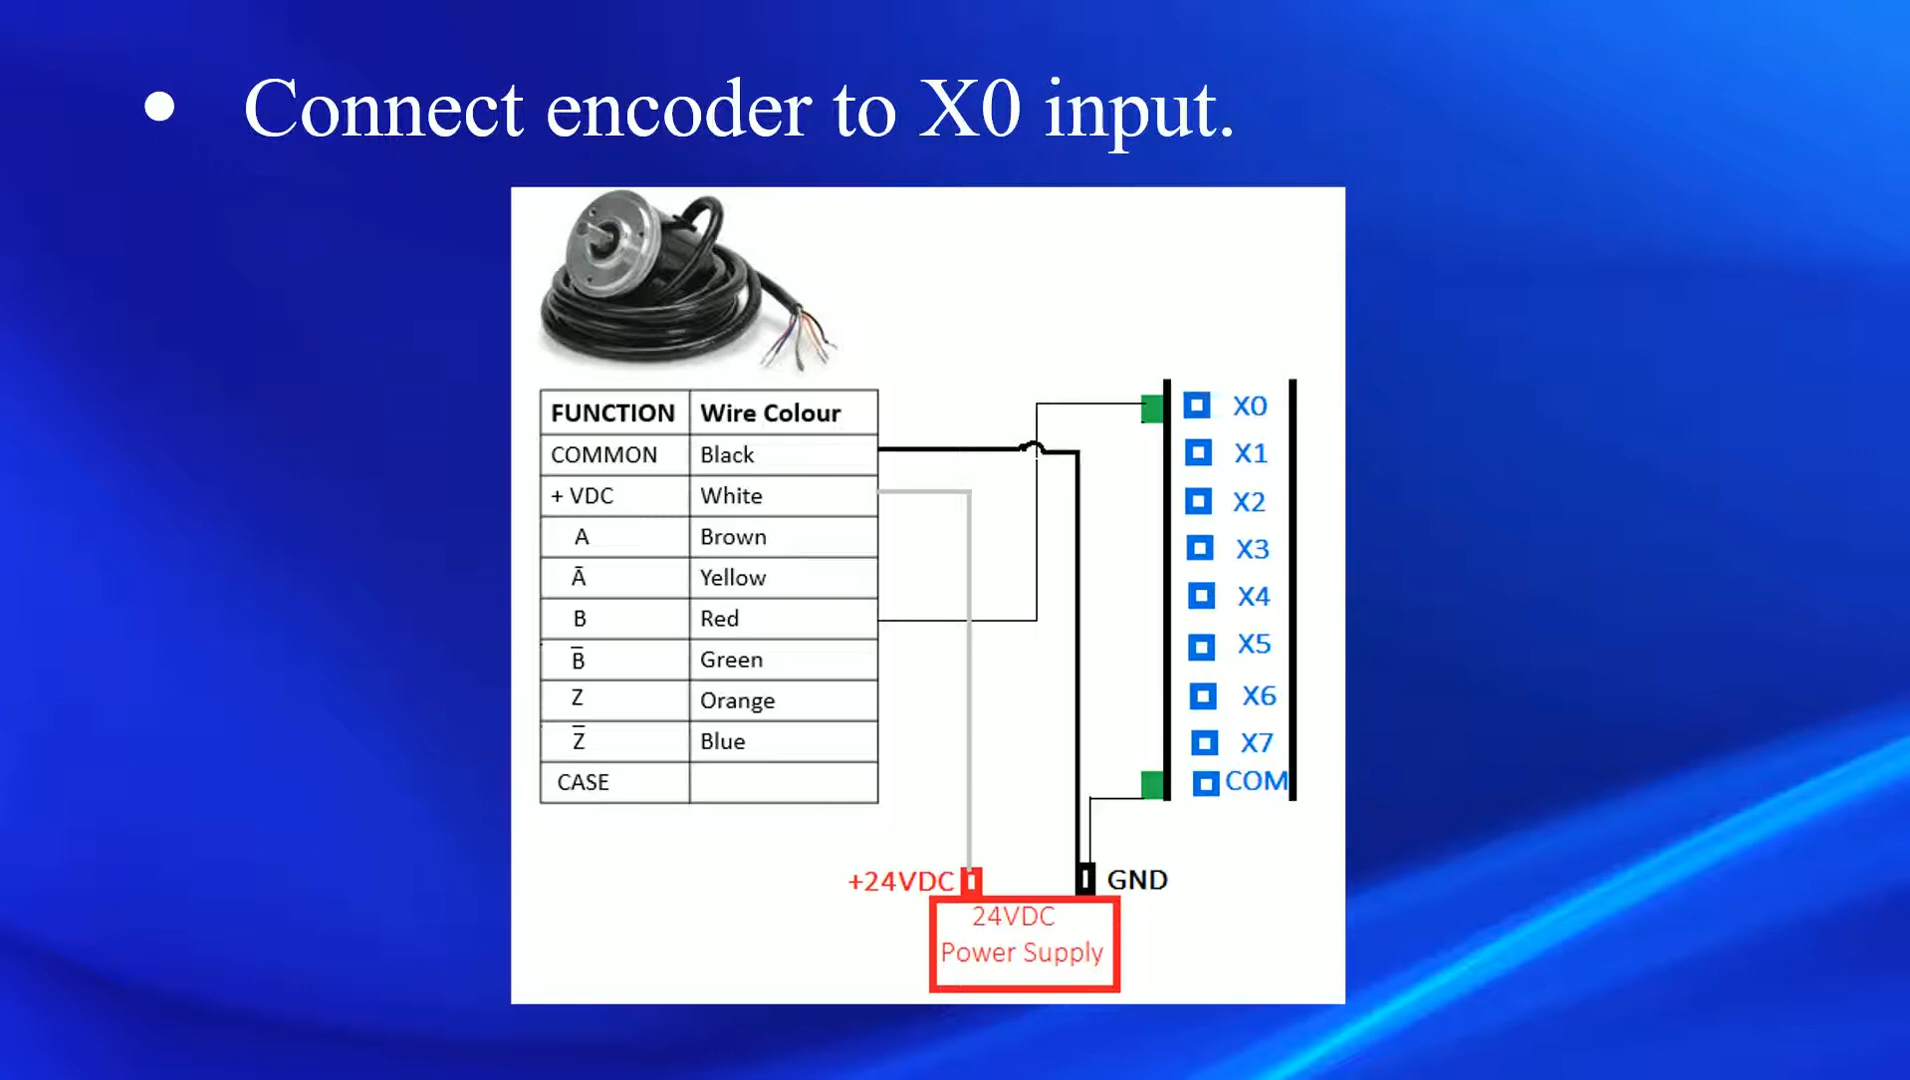 • Connect encoder to X0 input.
FUNCTION Wire Colour
COMMON Black
+ VDC White
A Brown
Ā Yellow
B Red
B̅ Green
Z Orange
Z̅ Blue
CASE
X0
X1
X2
X3
X4
X5
X6
X7
COM
+24VDC
GND
24VDC
Power Supply